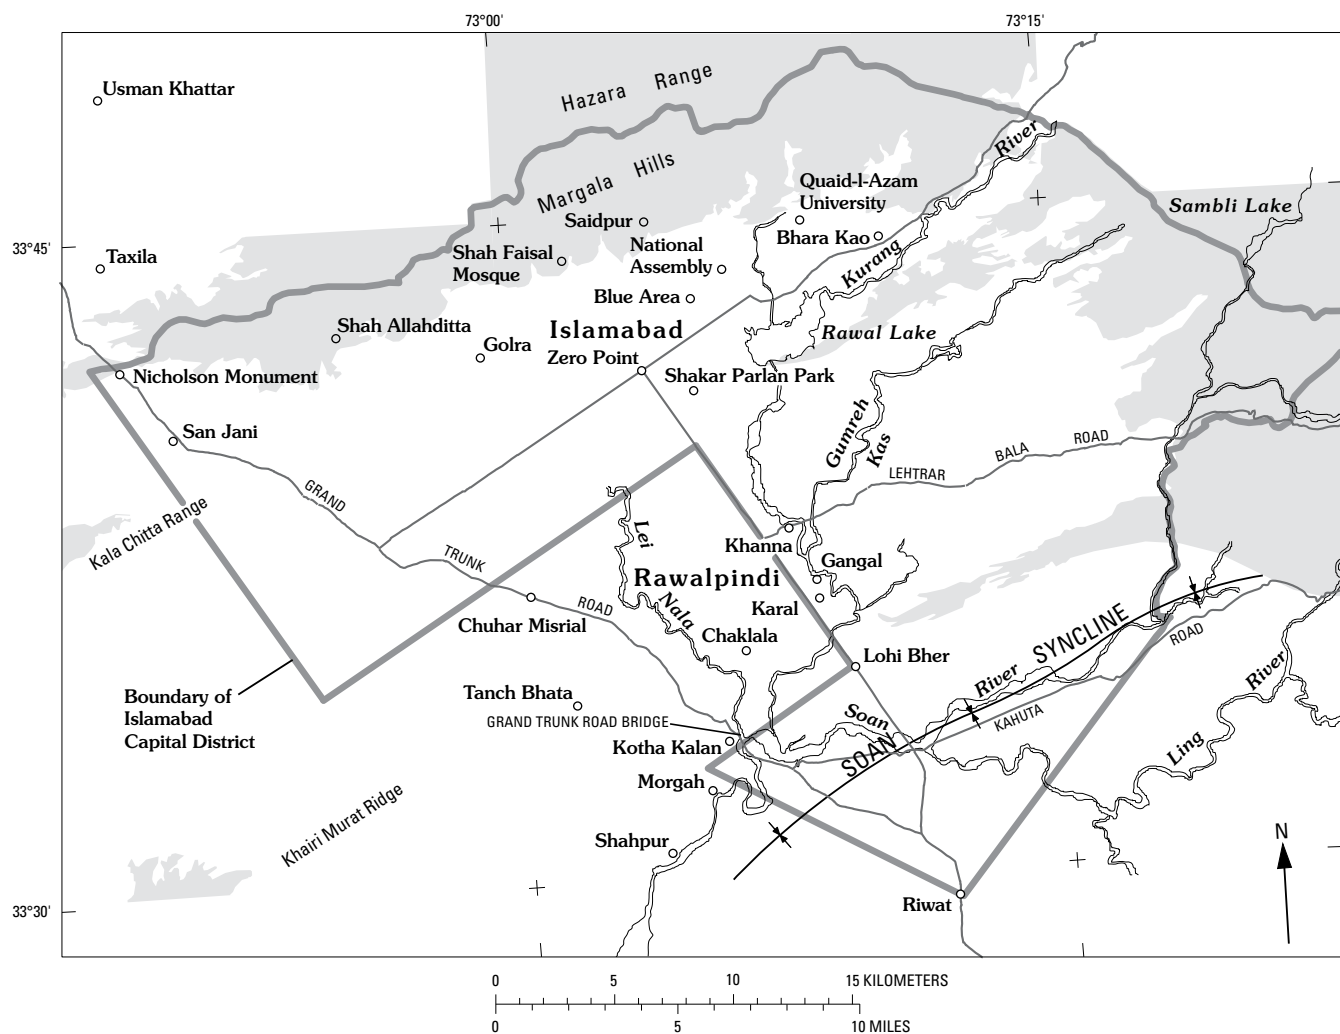 73°00'
73°15'
Usman Khattar
Hazara Range
River
Margala Hills
Quaid-I-Azam
University
Sambli Lake
Saidpur
33°45'
Taxila
Shah Faisal
Mosque
National
Assembly
Bhara Kao
Kurang
Blue Area
Shah Allahditta
Islamabad
Rawal Lake
Golra
Zero Point
Nicholson Monument
Shakar Parlan Park
San Jani
Gumreh
Kas
BALA
ROAD
LEHTRAR
GRAND
Kala Chitta Range
Lei
Khanna
TRUNK
Gangal
Rawalpindi
ROAD
Karal
Nala
Chuhar Misrial
Chaklala
SYNCLINE
ROAD
Lohi Bher
River
River
Boundary of
Islamabad
Capital District
Tanch Bhata
GRAND TRUNK ROAD BRIDGE
Soan
KAHUTA
Kotha Kalan
SOAN
Ling
Morgah
Khairi Murat Ridge
Shahpur
N
Riwat
33°30'
0 5 10 15 KILOMETERS
0 5 10 MILES